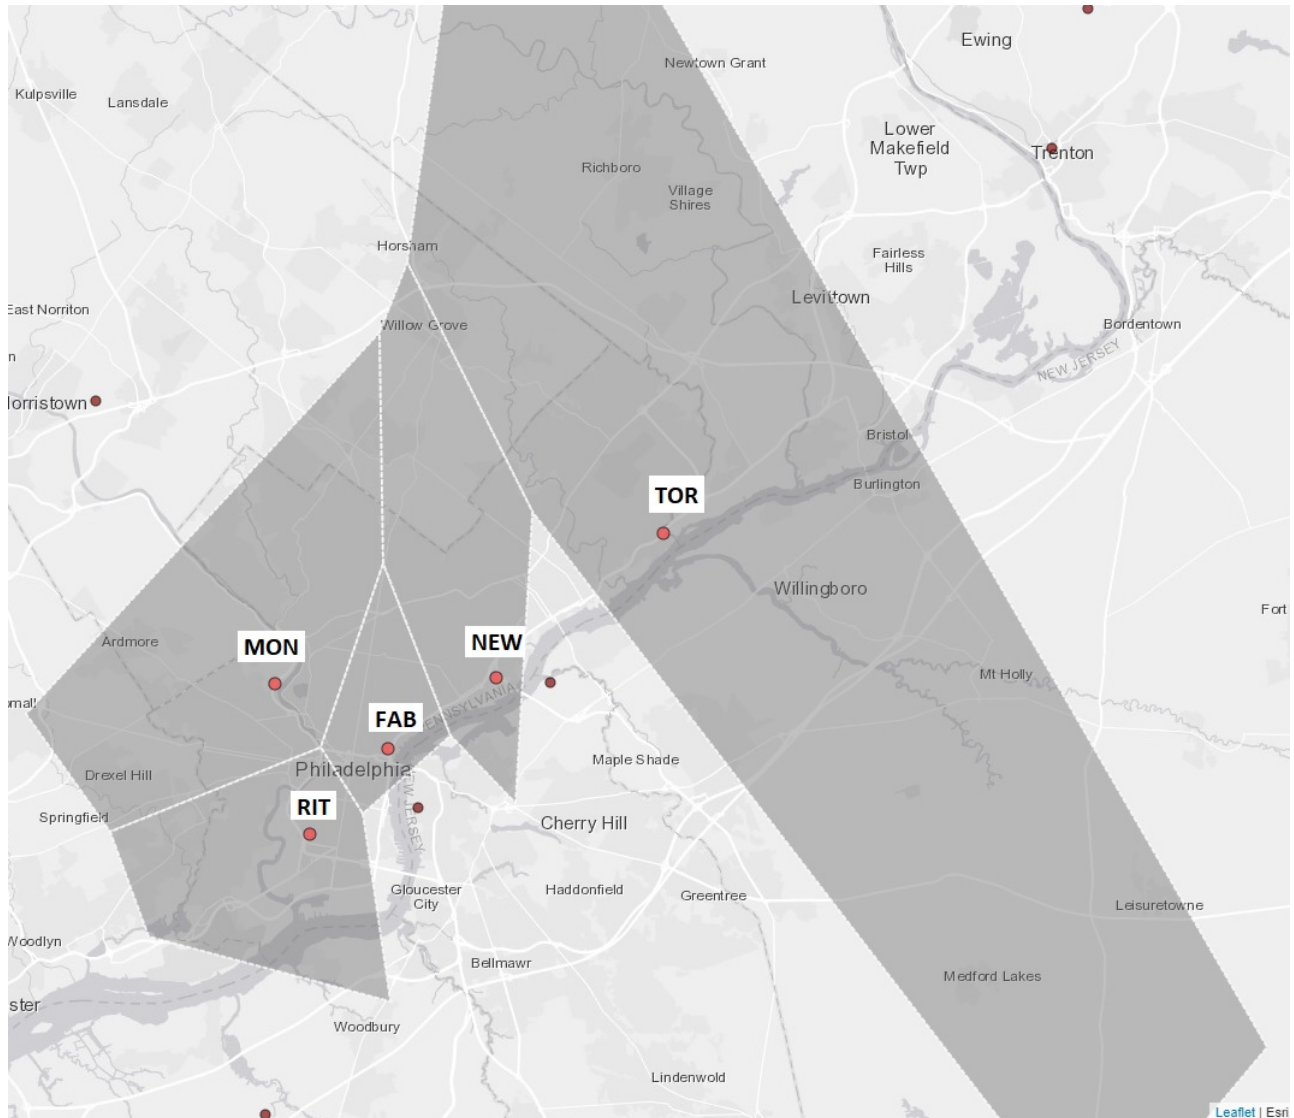 Ewing
Newtown Grant
Kulpsville
Lansdale
Lower
Makefield
Twp
Trenton
Richboro
Village
Shires
Horsham
Fairless
Hills
Levittown
East Norriton
Willow Grove
Bordentown
n
NEW JERSEY
lorristown
Bristol
Burlington
TOR
Willingboro
Fort
Ardmore
MON
NEW
Mt Holly
omall
PENNSYLVANIA
FAB
Maple Shade
Philadelphia
Drexel Hill
NEW JERSEY
RIT
Springfield
Cherry Hill
Gloucester
City
Haddonfield
Greentree
Leisuretowne
Woodlyn
Bellmawr
Medford Lakes
ster
Woodbury
Lindenwold
Leaflet | Esri